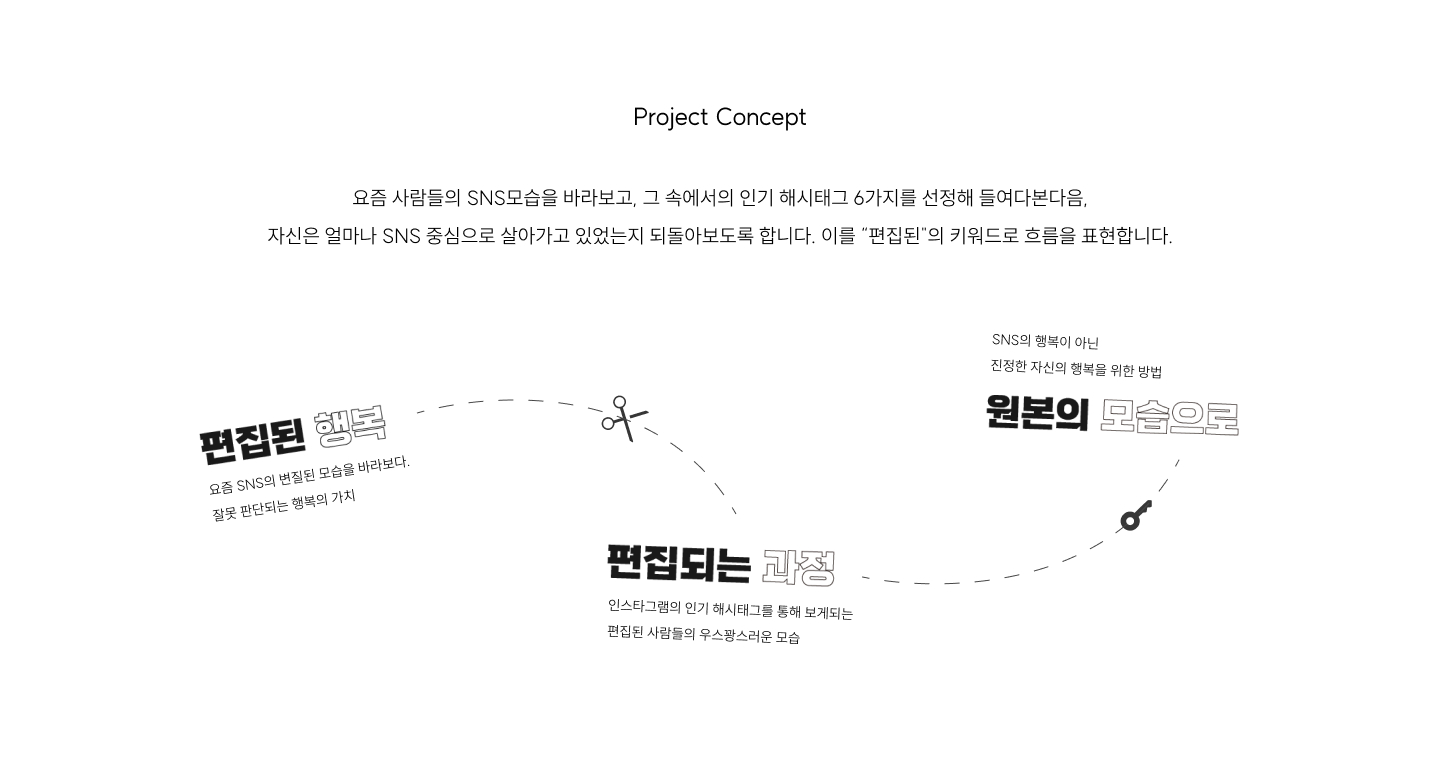 Project Concept
요즘 사람들의 SNS모습을 바라보고, 그 속에서의 인기 해시태그 6가지를 선정해 들여다본다음,
자신은 얼마나 SNS 중심으로 살아가고 있었는지 되돌아보도록 합니다. 이를 “편집된”의 키워드로 흐름을 표현합니다.
편집된 행복
요즘 SNS의 변질된 모습을 바라보다.
잘못 판단되는 행복의 가치
편집되는 과정
인스타그램의 인기 해시태그를 통해 보게되는
편집된 사람들의 우스꽝스러운 모습
SNS의 행복이 아닌
진정한 자신의 행복을 위한 방법
원본의 모습으로